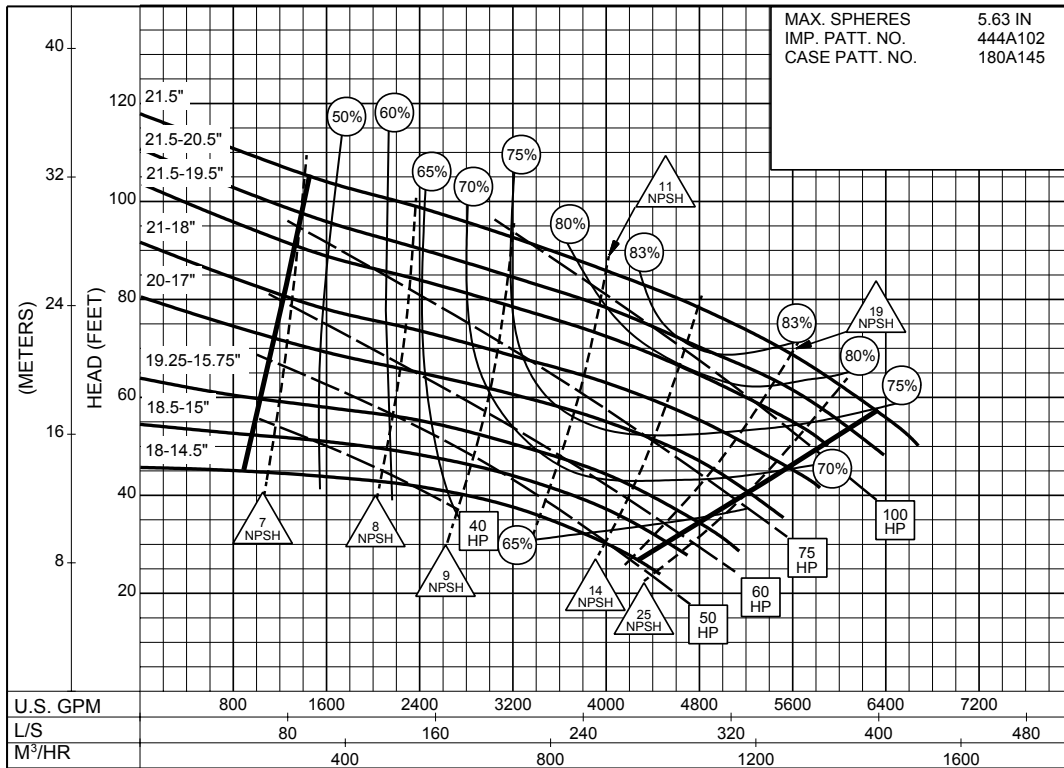 MAX. SPHERES 5.63 IN
IMP. PATT. NO. 444A102
CASE PATT. NO. 180A145
(METERS)
40
32
24
16
8
HEAD (FEET)
120
100
80
60
40
20
21.5"
21.5-20.5"
21.5-19.5"
21-18"
20-17"
19.25-15.75"
18.5-15"
18-14.5"
50%
60%
65%
70%
75%
80%
83%
83%
80%
75%
70%
65%
11
NPSH
19
NPSH
7
NPSH
8
NPSH
9
NPSH
14
NPSH
25
NPSH
40
HP
50
HP
60
HP
75
HP
100
HP
U.S. GPM 800 1600 2400 3200 4000 4800 5600 6400 7200
L/S 80 160 240 320 400 480
M³/HR 400 800 1200 1600